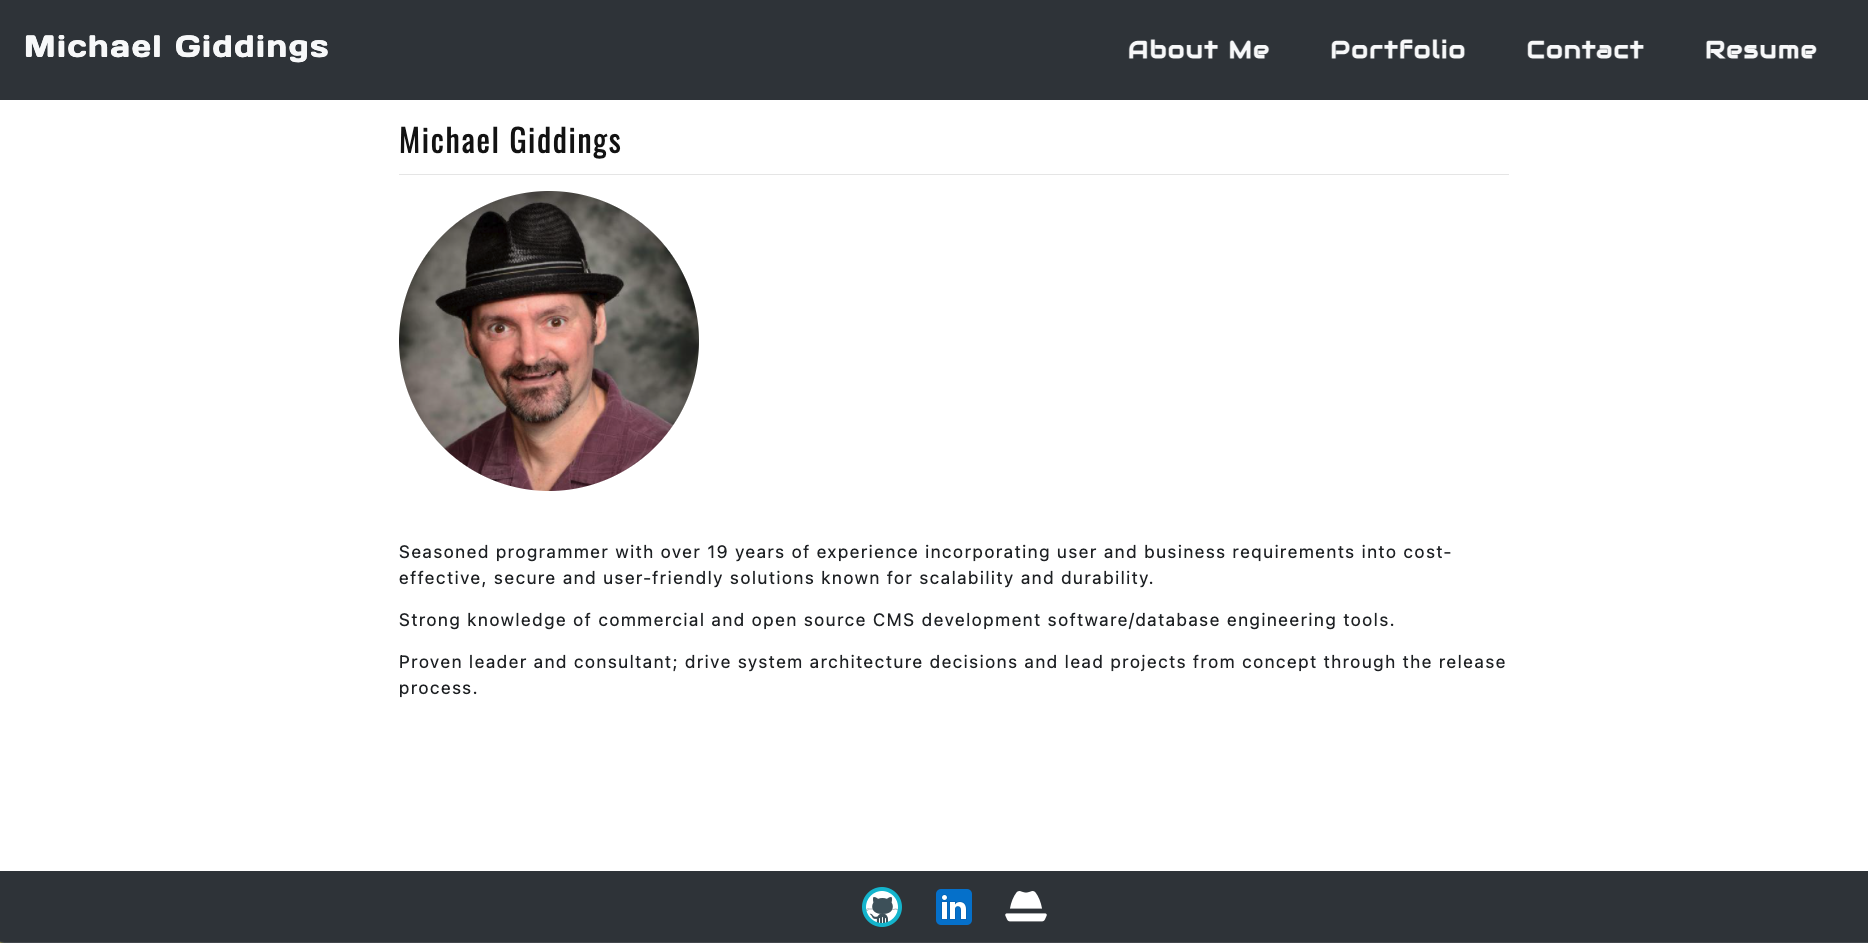 Michael Giddings
About Me Portfolio Contact Resume
Michael Giddings
Seasoned programmer with over 19 years of experience incorporating user and business requirements into cost-
effective, secure and user-friendly solutions known for scalability and durability.
Strong knowledge of commercial and open source CMS development software/database engineering tools.
Proven leader and consultant; drive system architecture decisions and lead projects from concept through the release
process.
in